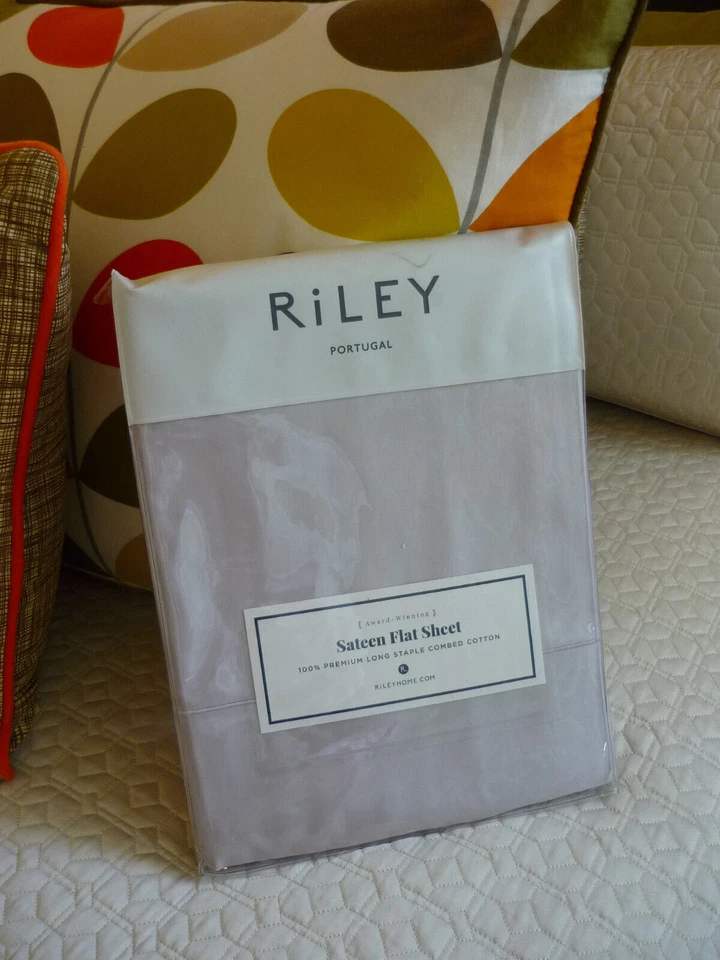 RiLEY
PORTUGAL
[ Award-Winning ]
Sateen Flat Sheet
100% PREMIUM LONG STAPLE COMBED COTTON
R.
RiLEYHOME.COM